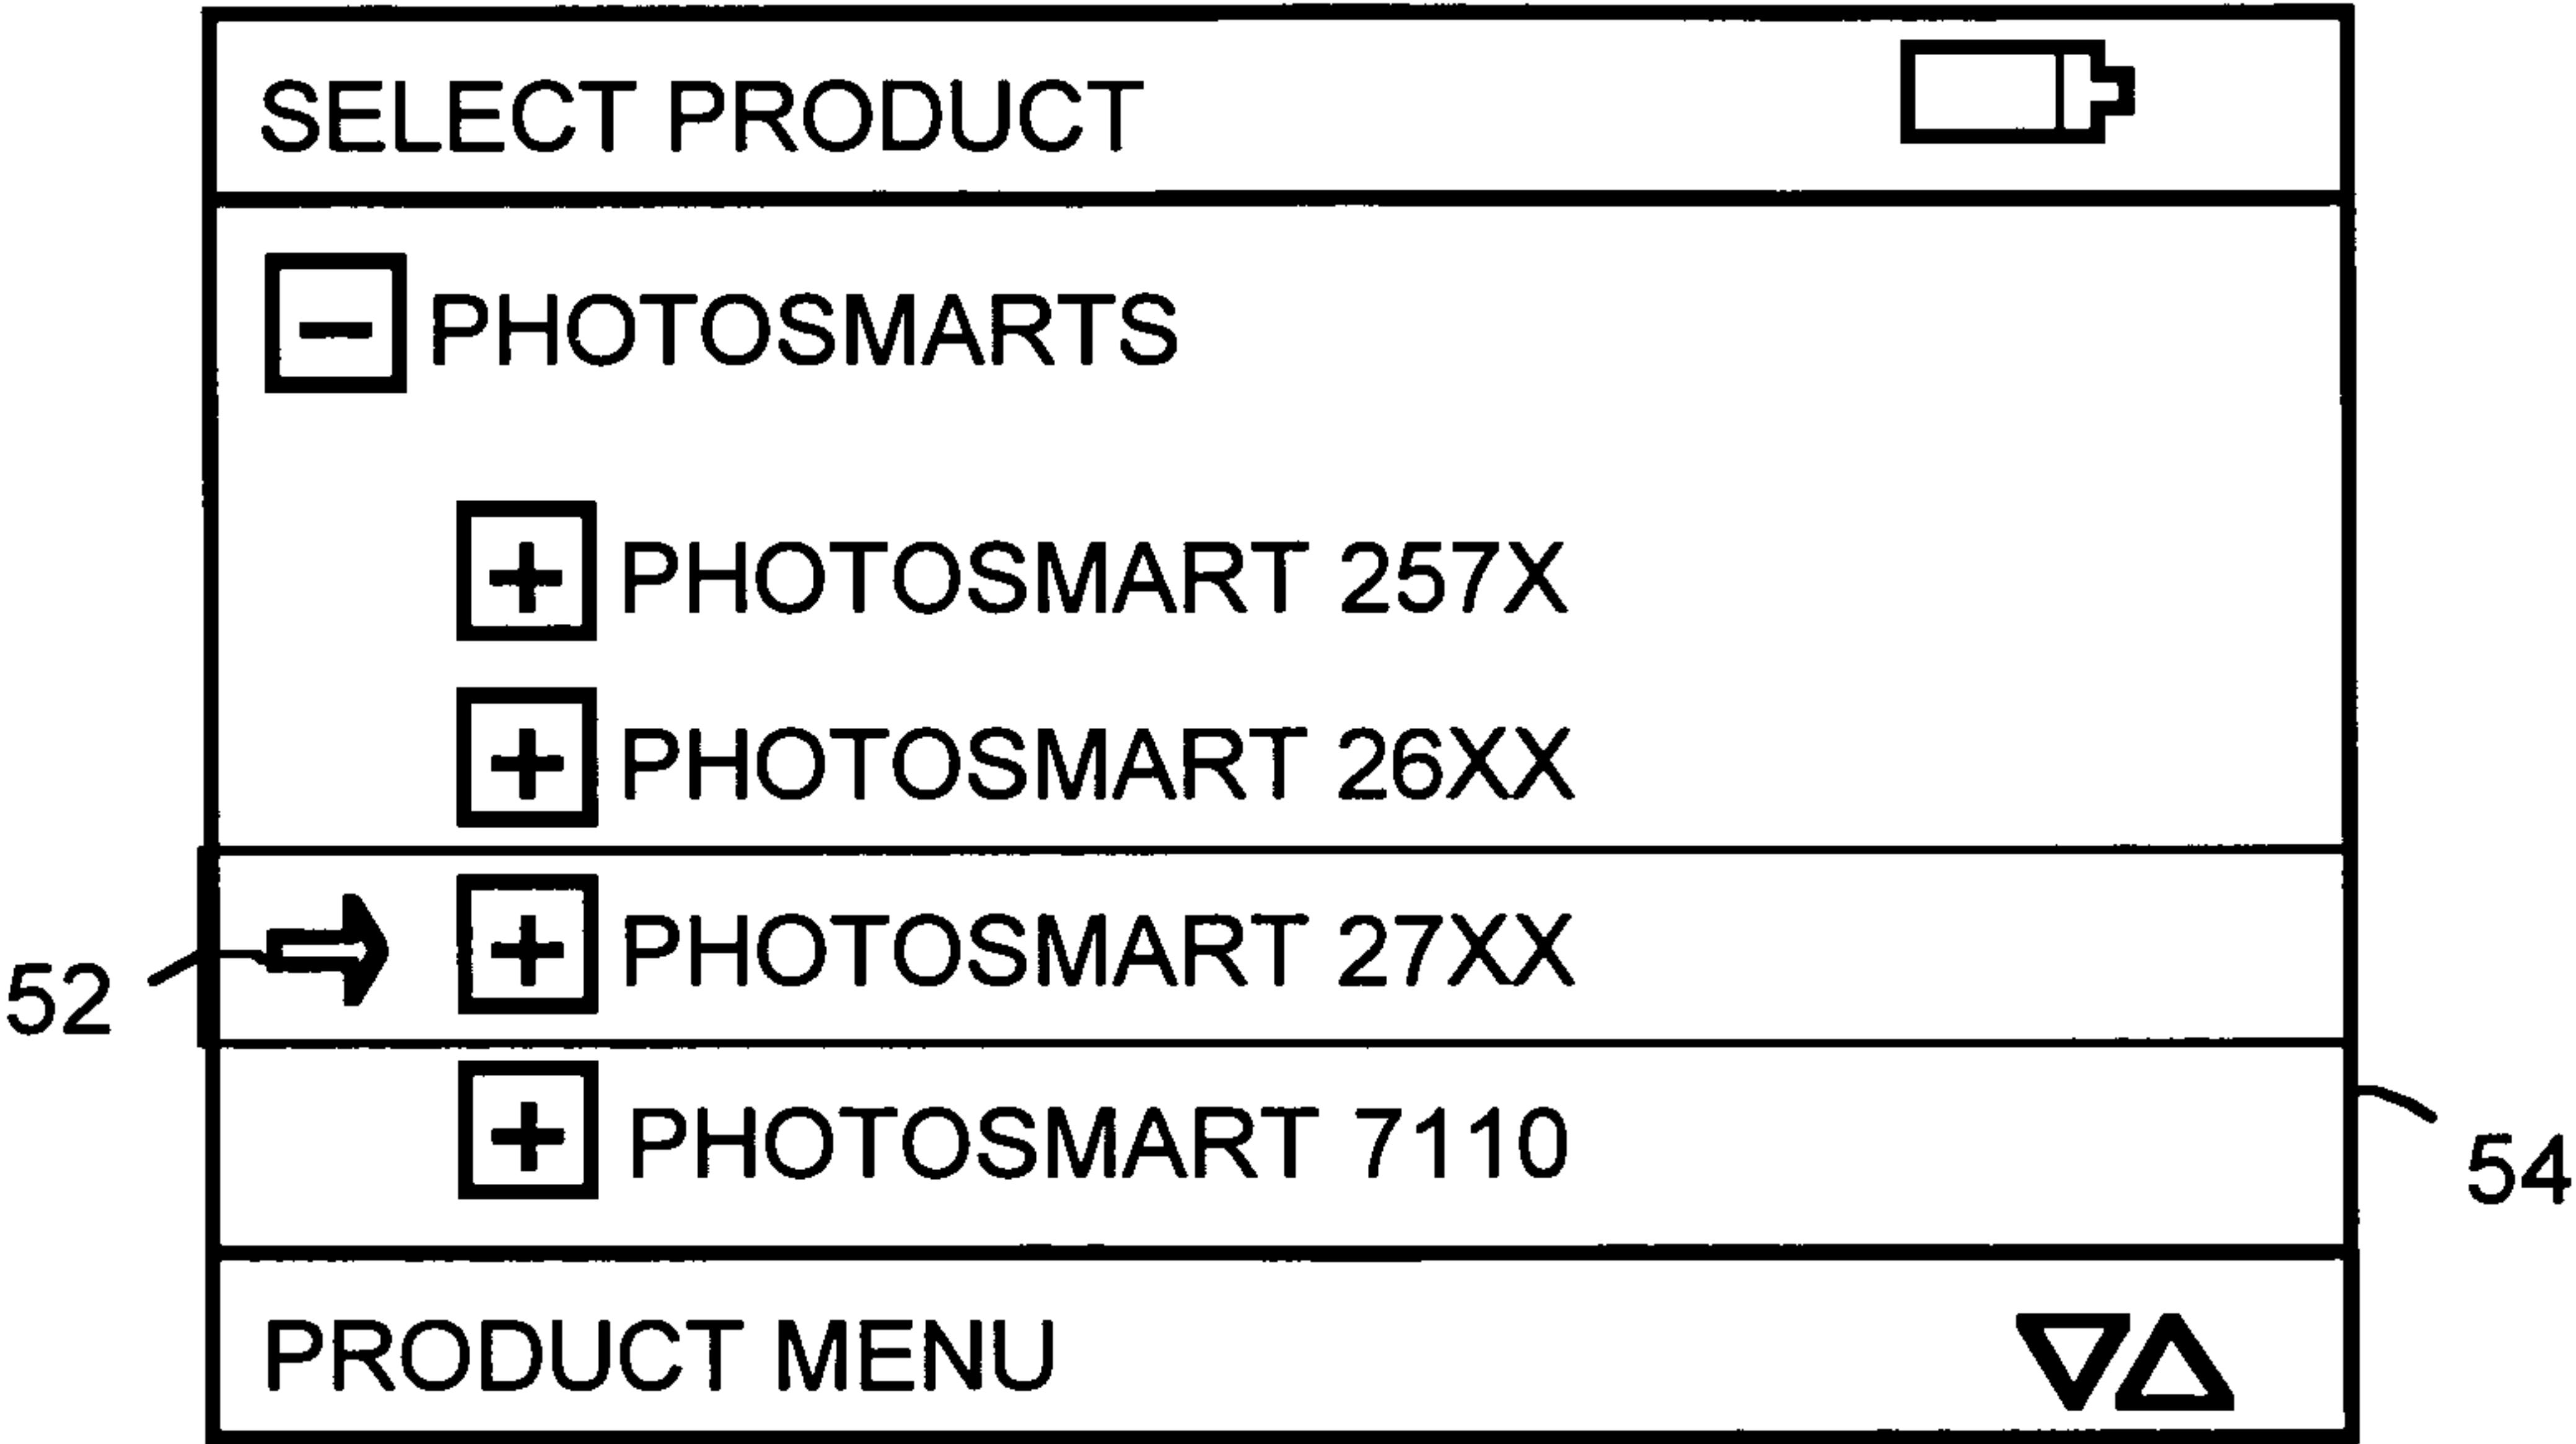 SELECT PRODUCT
PHOTOSMARTS
PHOTOSMART 257X
PHOTOSMART 26XX
PHOTOSMART 27XX
52
PHOTOSMART 7110
54
PRODUCT MENU